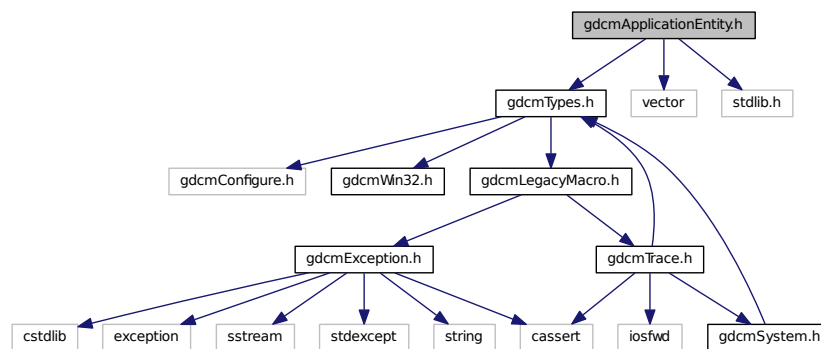 gdcmApplicationEntity.h
gdcmTypes.h
vector
stdlib.h
gdcmConfigure.h
gdcmWin32.h
gdcmLegacyMacro.h
gdcmException.h
gdcmTrace.h
cstdlib
exception
sstream
stdexcept
string
cassert
iosfwd
gdcmSystem.h